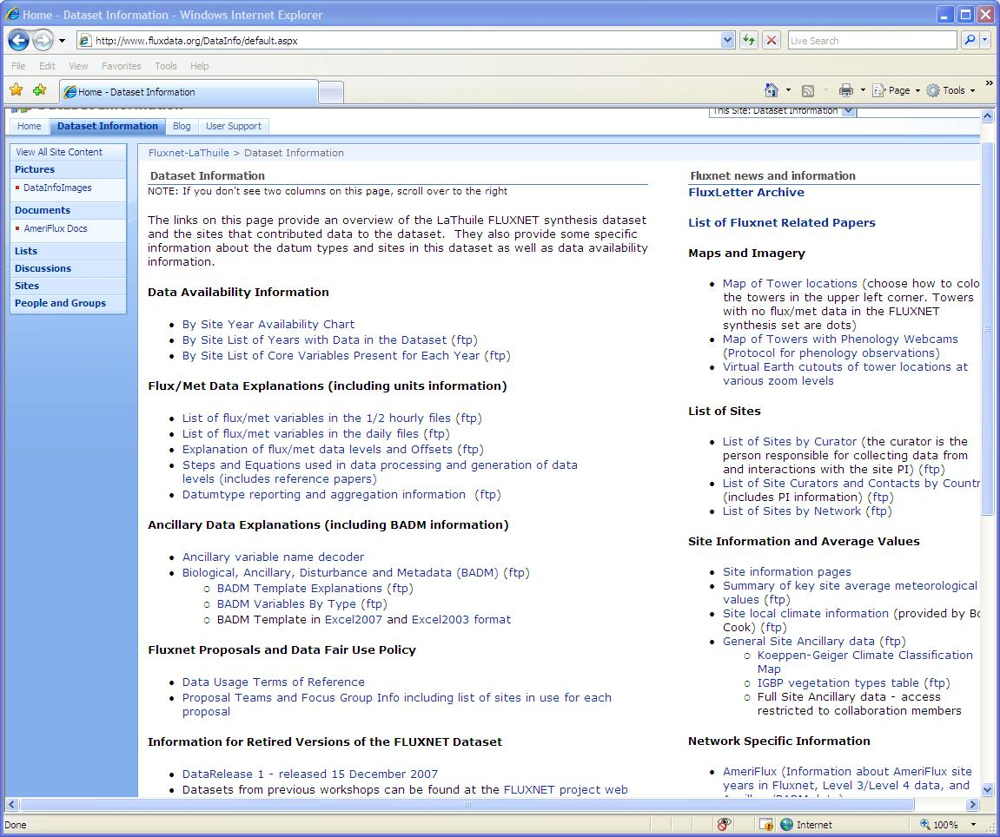 Home - Dataset Information - Windows Internet Explorer
http://www.fluxdata.org/DataInfo/default.aspx
Live Search
File Edit View Favorites Tools Help
Home - Dataset Information
Page Tools
This Site: Dataset Information
Home Dataset Information Blog User Support
View All Site Content
Pictures
DataInfoImages
Documents
AmeriFlux Docs
Lists
Discussions
Sites
People and Groups
Fluxnet-LaThuile > Dataset Information
Dataset Information
NOTE: If you don't see two columns on this page, scroll over to the right
The links on this page provide an overview of the LaThuile FLUXNET synthesis dataset
and the sites that contributed data to the dataset. They also provide some specific
information about the datum types and sites in this dataset as well as data availability
information.
Data Availability Information
By Site Year Availability Chart
By Site List of Years with Data in the Dataset (ftp)
By Site List of Core Variables Present for Each Year (ftp)
Flux/Met Data Explanations (including units information)
List of flux/met variables in the 1/2 hourly files (ftp)
List of flux/met variables in the daily files (ftp)
Explanation of flux/met data levels and Offsets (ftp)
Steps and Equations used in data processing and generation of data
levels (includes reference papers)
Datumtype reporting and aggregation information (ftp)
Ancillary Data Explanations (including BADM information)
Ancillary variable name decoder
Biological, Ancillary, Disturbance and Metadata (BADM) (ftp)
BADM Template Explanations (ftp)
BADM Variables By Type (ftp)
BADM Template in Excel2007 and Excel2003 format
Fluxnet Proposals and Data Fair Use Policy
Data Usage Terms of Reference
Proposal Teams and Focus Group Info including list of sites in use for each
proposal
Information for Retired Versions of the FLUXNET Dataset
DataRelease 1 - released 15 December 2007
Datasets from previous workshops can be found at the FLUXNET project web
Fluxnet news and information
FluxLetter Archive
List of Fluxnet Related Papers
Maps and Imagery
Map of Tower locations (choose how to colo
the towers in the upper left corner. Towers
with no flux/met data in the FLUXNET
synthesis set are dots)
Map of Towers with Phenology Webcams
(Protocol for phenology observations)
Virtual Earth cutouts of tower locations at
various zoom levels
List of Sites
List of Sites by Curator (the curator is the
person responsible for collecting data from
and interactions with the site PI) (ftp)
List of Site Curators and Contacts by Countr
(includes PI information) (ftp)
List of Sites by Network (ftp)
Site Information and Average Values
Site information pages
Summary of key site average meteorological
values (ftp)
Site local climate information (provided by Bo
Cook) (ftp)
General Site Ancillary data (ftp)
Koeppen-Geiger Climate Classification
Map
IGBP vegetation types table (ftp)
Full Site Ancillary data - access
restricted to collaboration members
Network Specific Information
AmeriFlux (Information about AmeriFlux site
years in Fluxnet, Level 3/Level 4 data, and
Done
Internet
100%